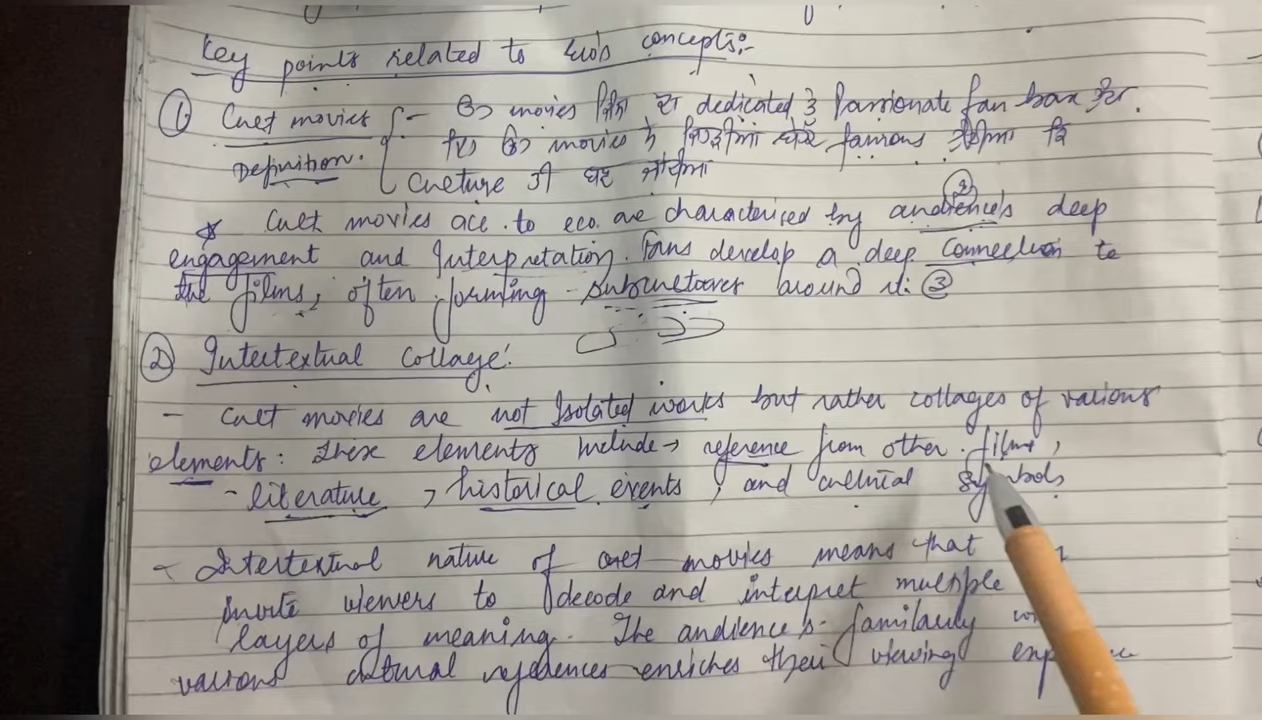 Key points related to Eco's concepts:-
① Cult movies :- ਉਹ movies ਜਿੰਨਾ ਦਾ dedicated ਤੇ Passionate fan base ਹੋਵੇ.
Definition. ਤੇ ਉਹ movies ਨੇ famous ਹੋਣਾ ਕਿ
culture ਹੀ ਬਣ ਜਾਣਾ
* Cult movies acc. to eco. are characterised by audience's deep ②
engagement and Interpretation. Fans develop a deep connection to
the films, often forming subcultures around it. ③
② Intertextual Collage:
- cult movies are not Isolated works but rather collages of various
elements: these elements include → reference from other films,
- literature, historical events, and cultural symbols
- Intertextual nature of cult movies means that
invite viewers to decode and interpret multiple
layers of meaning. The audience's familiarity
various cultural references enriches their viewing